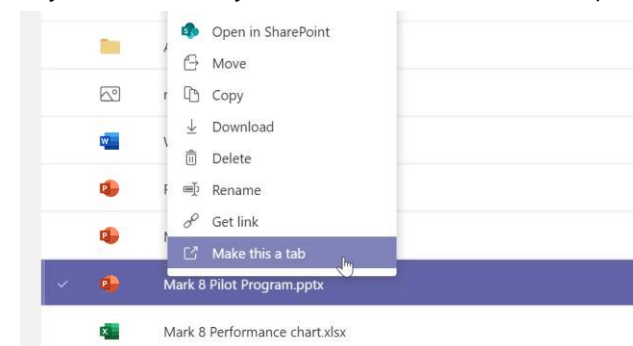 Open in SharePoint
Move
Copy
Download
Delete
Rename
Get link
Make this a tab
Mark 8 Pilot Program.pptx
Mark 8 Performance chart.xlsx